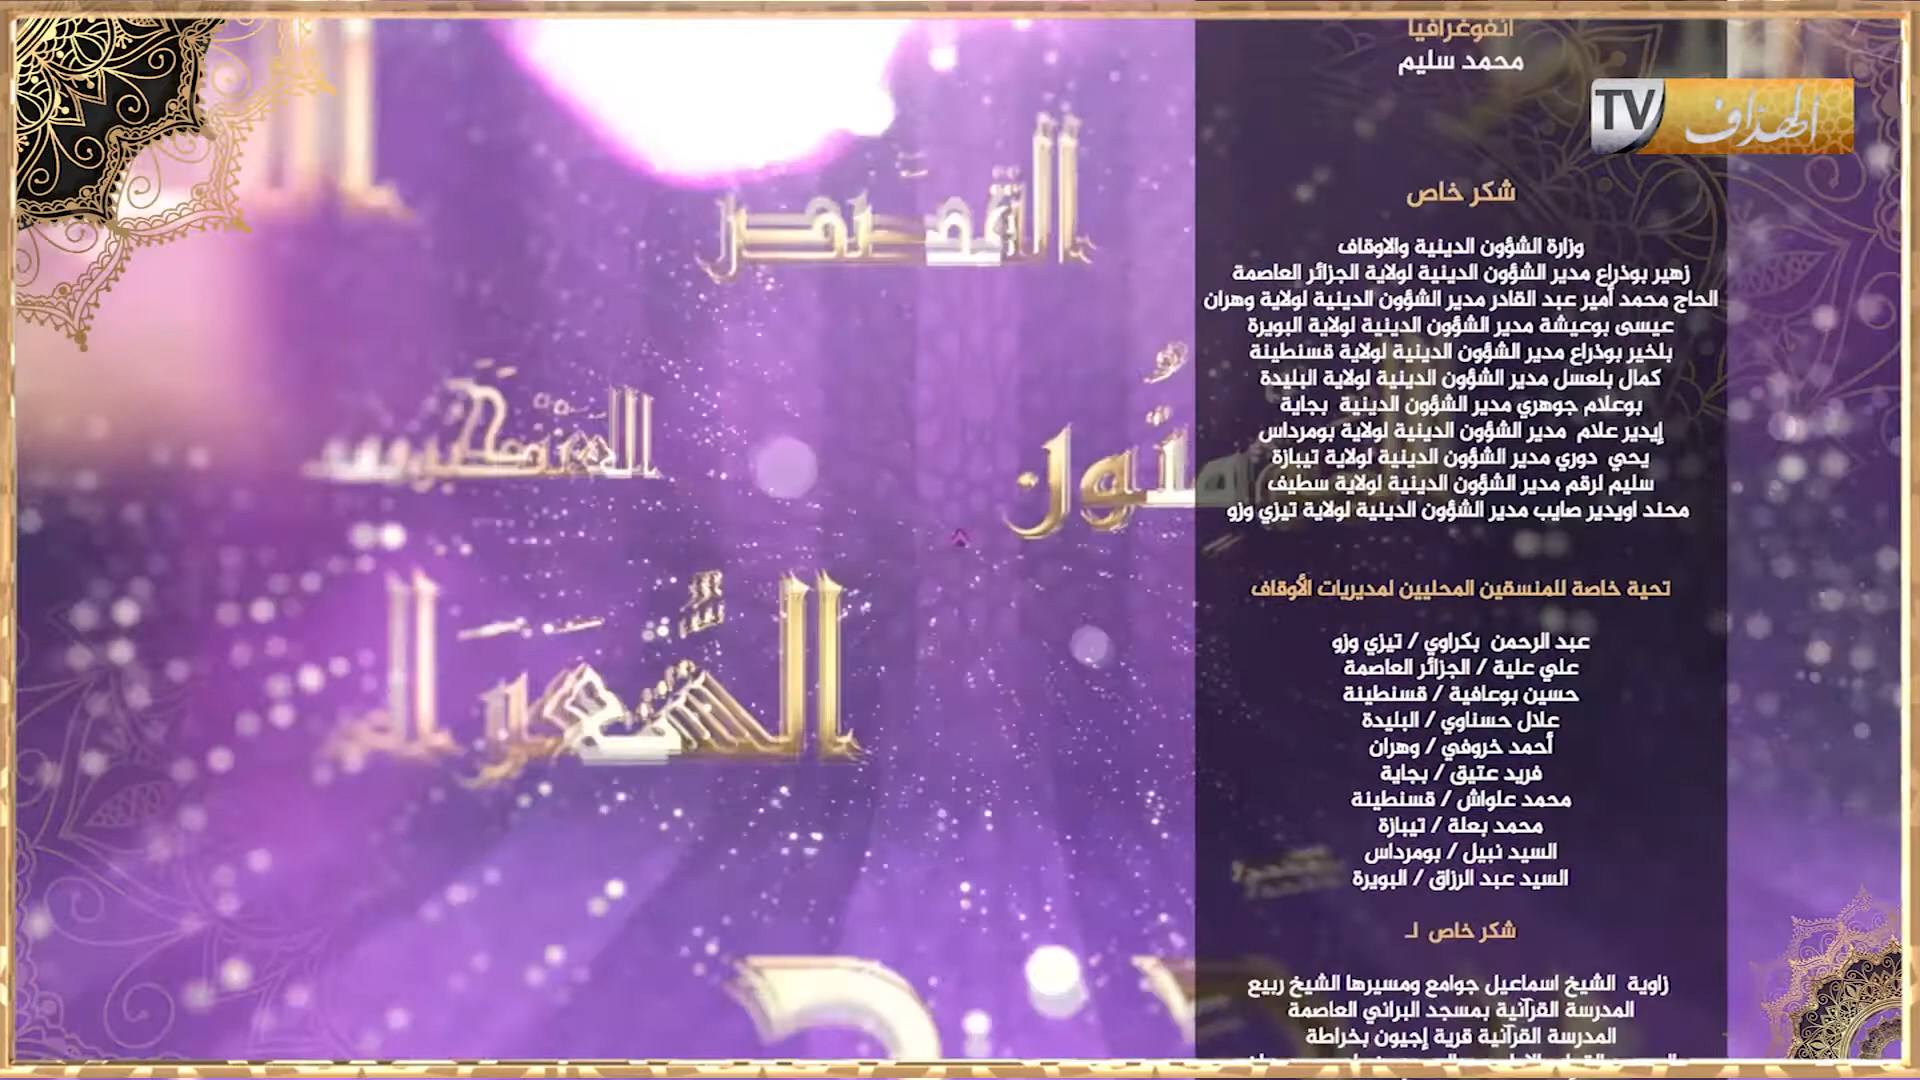 انفوغرافيا
محمد سليم
TV الهداف
شكر خاص
وزارة الشؤون الدينية والاوقاف
زهير بوذراع مدير الشؤون الدينية لولاية الجزائر العاصمة
الحاج محمد أمير عبد القادر مدير الشؤون الدينية لولاية وهران
عيسى بوعيشة مدير الشؤون الدينية لولاية البويرة
بلخير بوذراع مدير الشؤون الدينية لولاية قسنطينة
كمال بلعسل مدير الشؤون الدينية لولاية البليدة
بوعلام جوهري مدير الشؤون الدينية بجاية
إيدير علام مدير الشؤون الدينية لولاية بومرداس
يحي دوري مدير الشؤون الدينية لولاية تيبازة
سليم لرقم مدير الشؤون الدينية لولاية سطيف
محند اويدير صايب مدير الشؤون الدينية لولاية تيزي وزو
تحية خاصة للمنسقين المحليين لمديريات الأوقاف
عبد الرحمن بكراوي / تيزي وزو
علي علية / الجزائر العاصمة
حسين بوعافية / قسنطينة
علال حسناوي / البليدة
أحمد خروفي / وهران
فريد عتيق / بجاية
محمد علواش / قسنطينة
محمد بعلة / تيبازة
السيد نبيل / بومرداس
السيد عبد الرزاق / البويرة
شكر خاص لـ
زاوية الشيخ اسماعيل جوامع ومسيرها الشيخ ربيع
المدرسة القرآنية بمسجد البراني العاصمة
المدرسة القرآنية قرية إجيون بخراطة
القصص
العنكبوت
المؤمنون
الشعراء